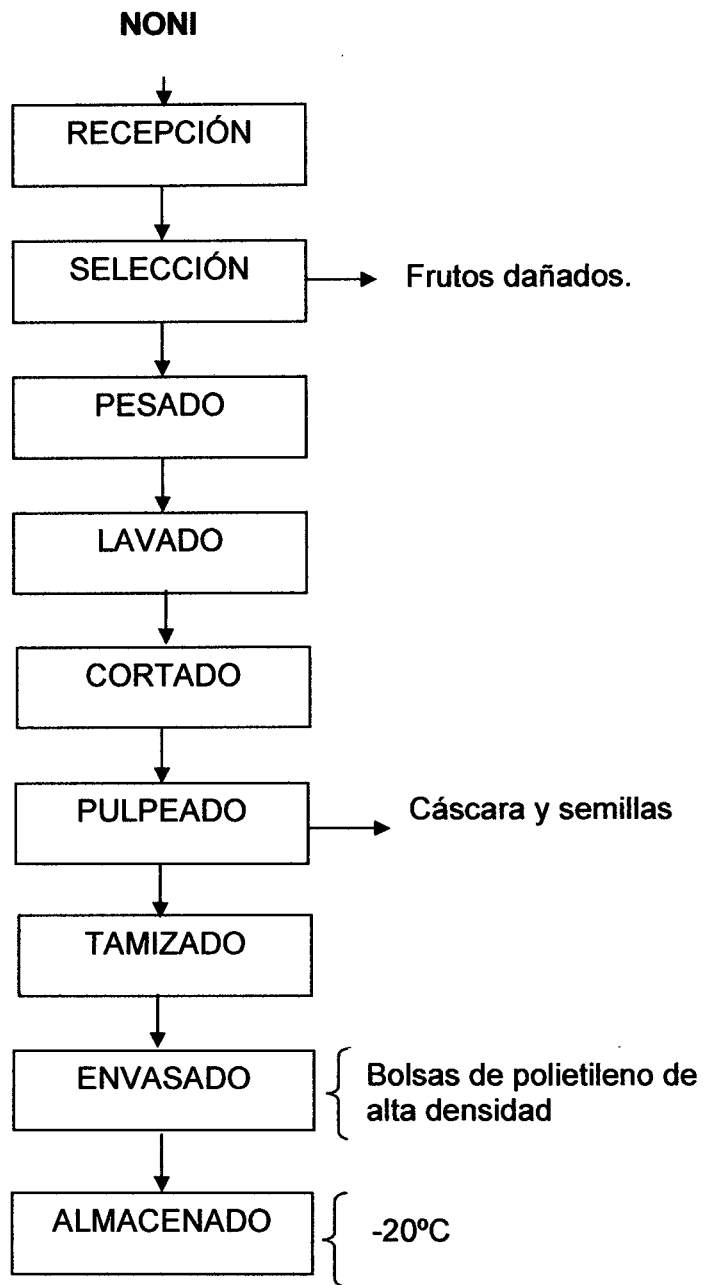 NONI
RECEPCIÓN
SELECCIÓN
Frutos dañados.
PESADO
LAVADO
CORTADO
PULPEADO
Cáscara y semillas
TAMIZADO
ENVASADO
Bolsas de polietileno de
alta densidad
ALMACENADO
-20ºC